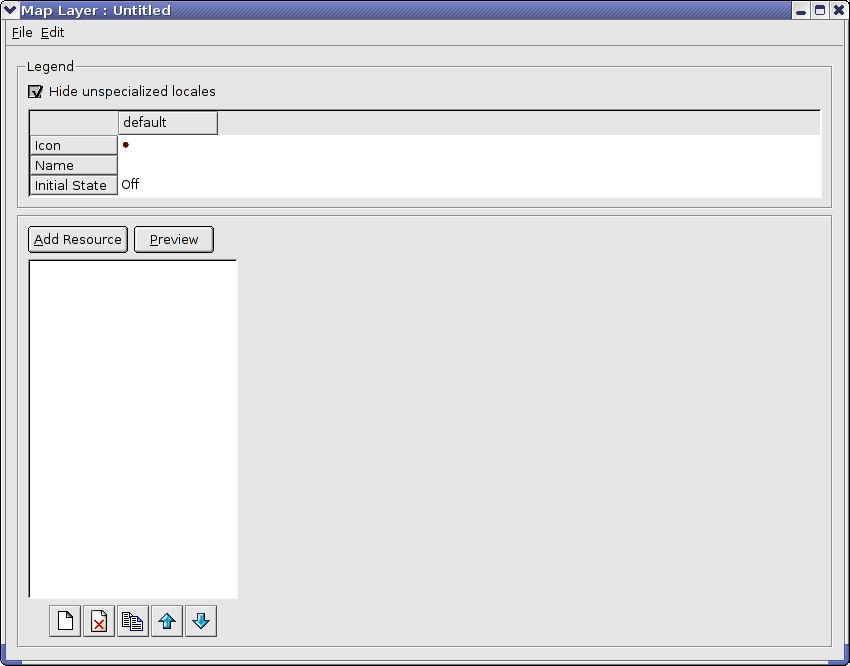 Map Layer : Untitled
File Edit
Legend
Hide unspecialized locales
default
Icon
Name
Initial State Off
Add Resource Preview